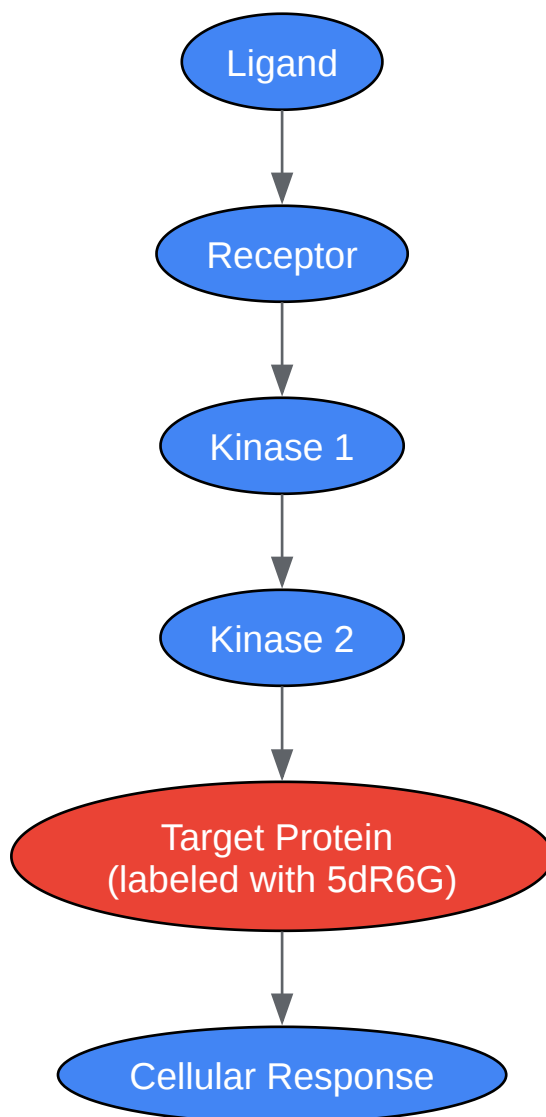 Ligand
Receptor
Kinase 1
Kinase 2
Target Protein
(labeled with 5dR6G)
Cellular Response